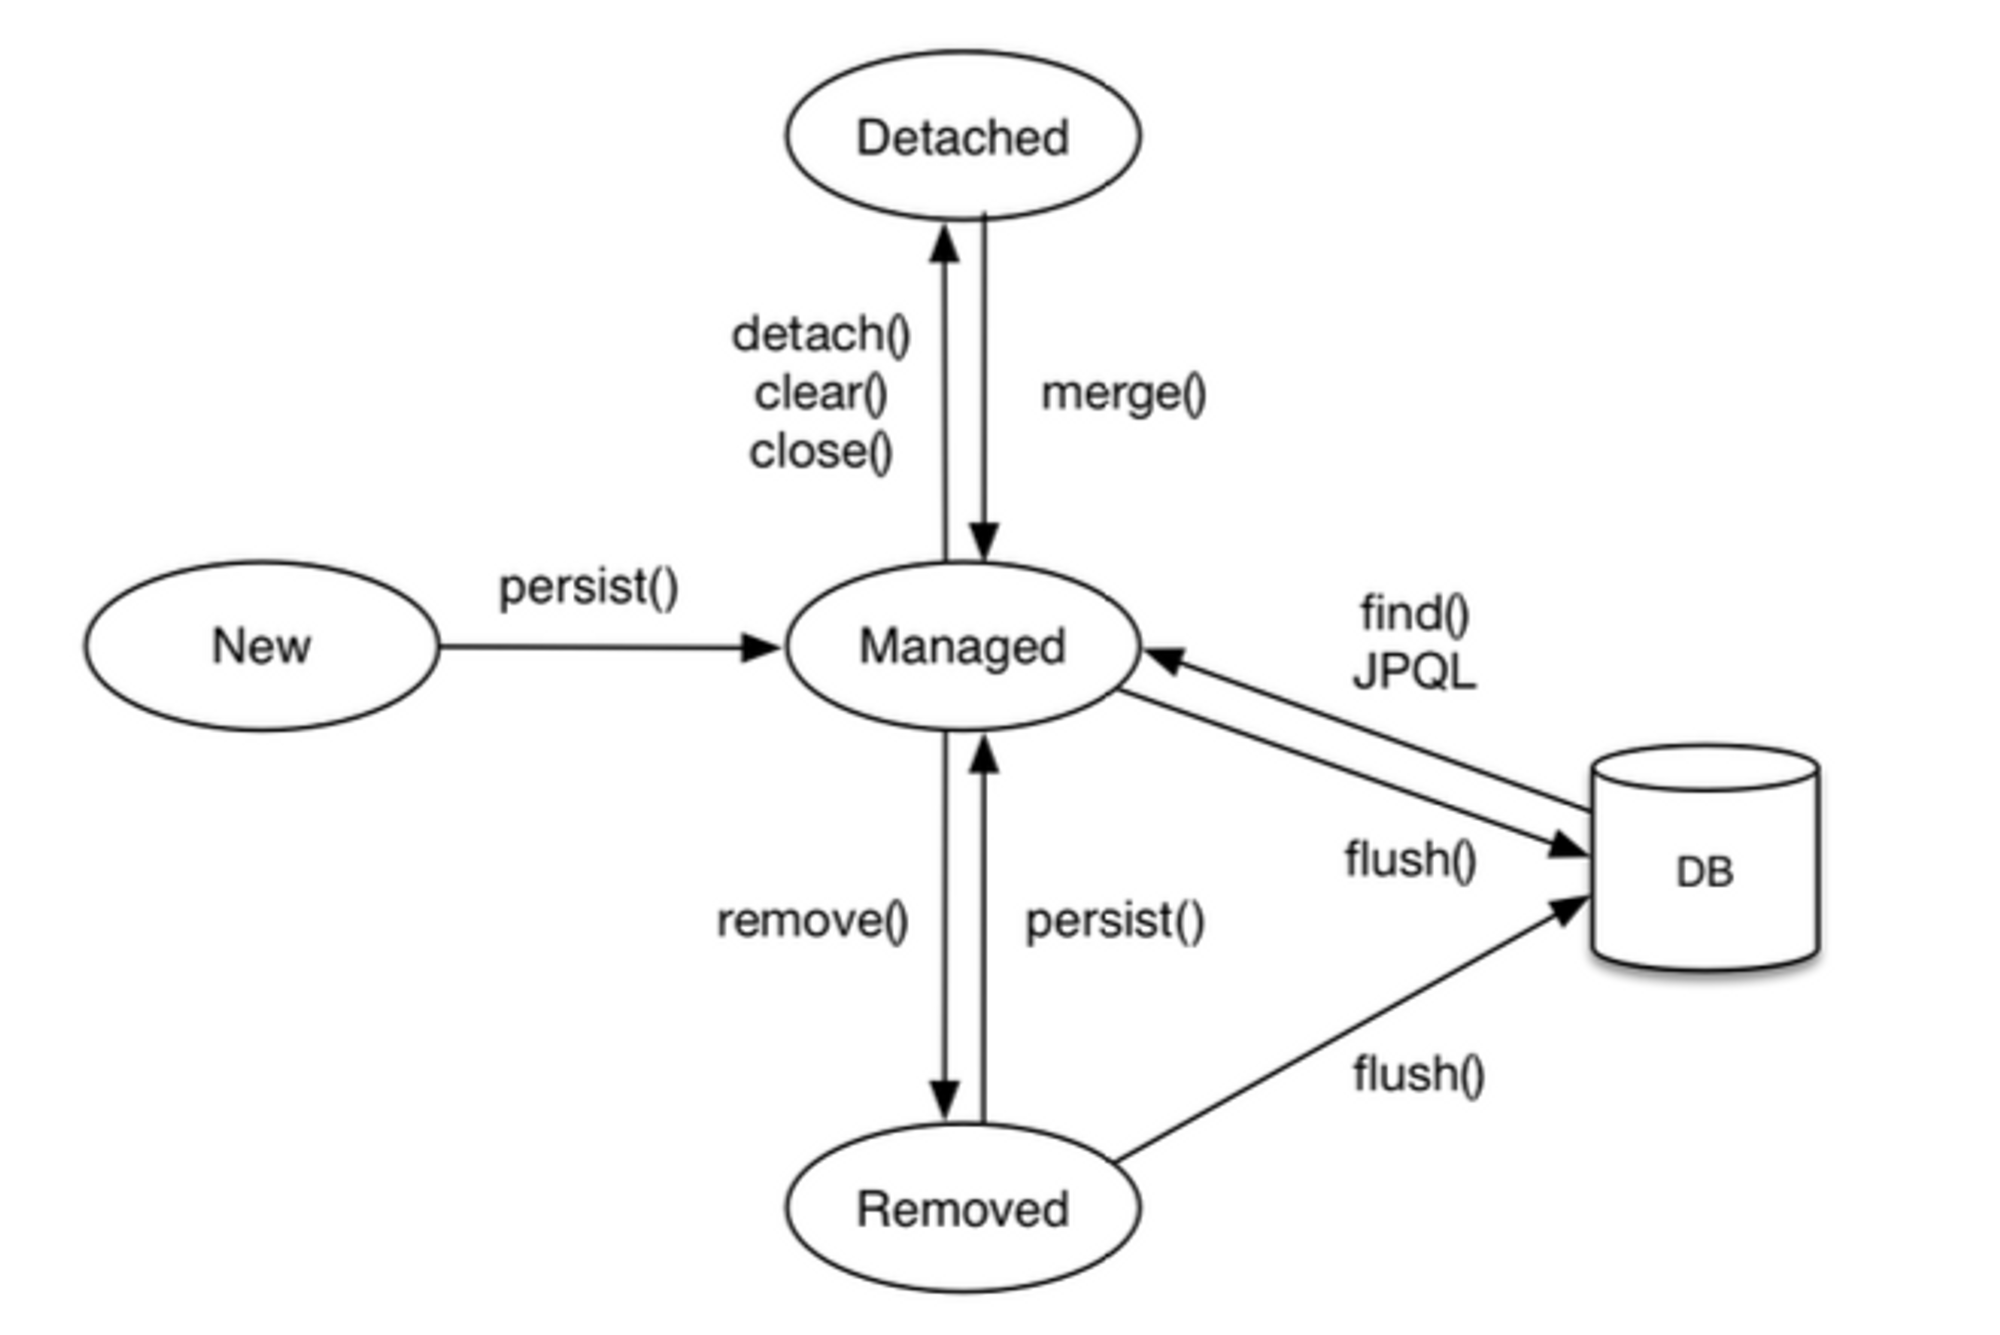 Detached
detach()
clear()
close()
merge()
New
persist()
Managed
find()
JPQL
flush()
DB
remove()
persist()
flush()
Removed